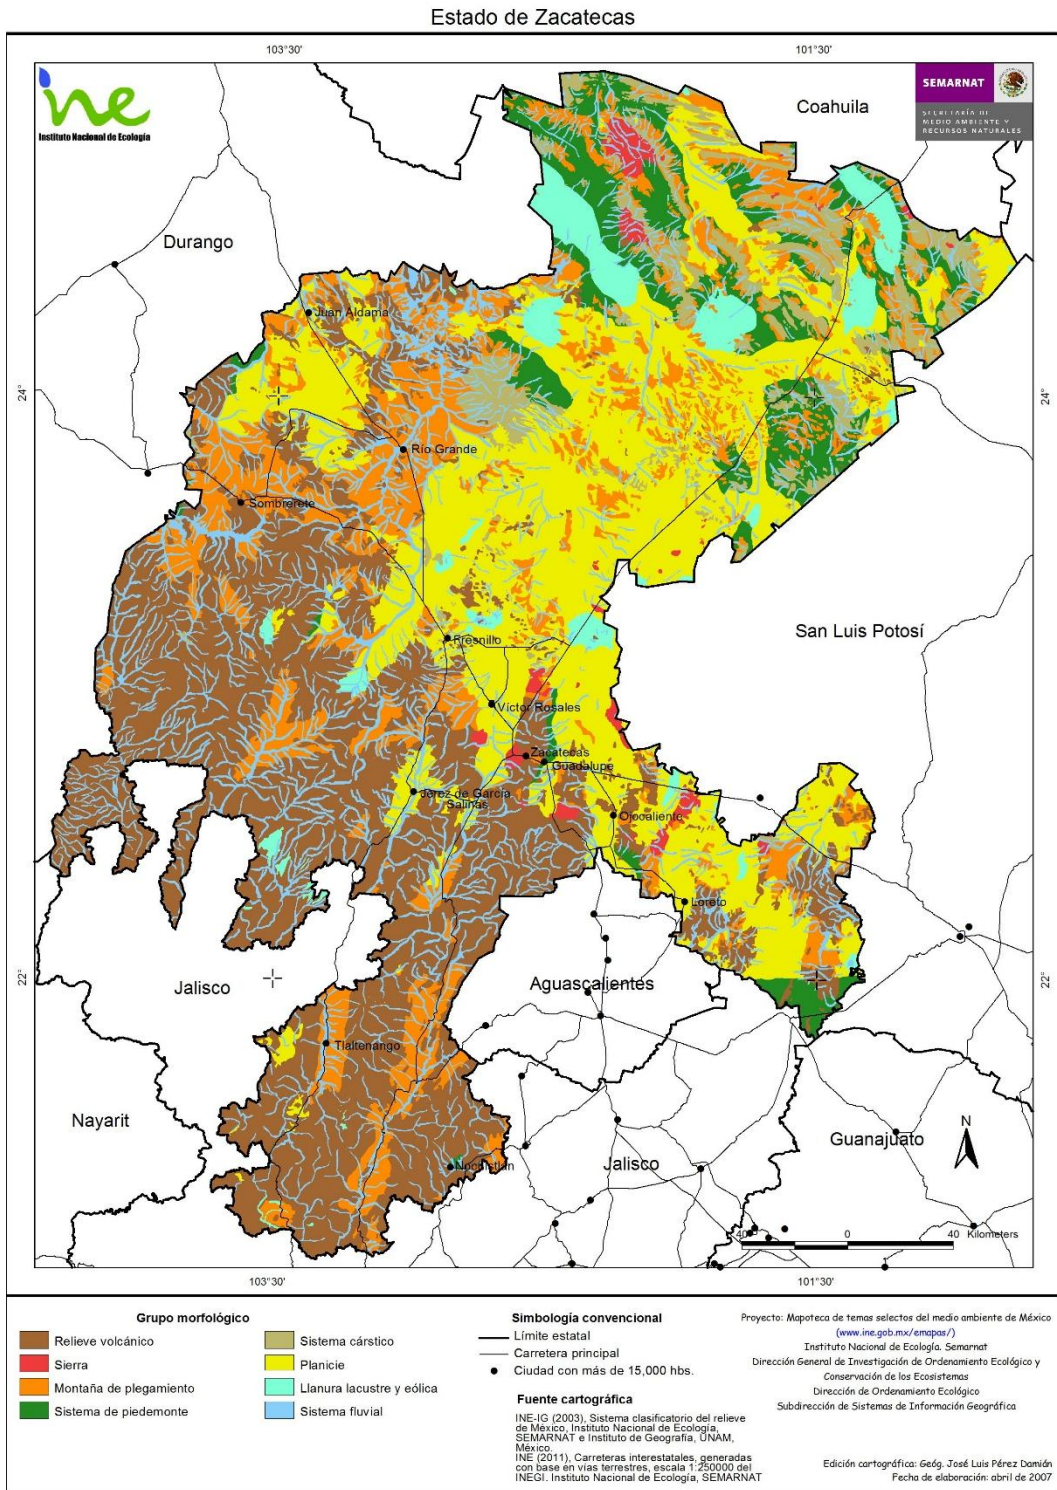 Estado de Zacatecas
103°30'
101°30'
ine
Instituto Nacional de Ecología
SEMARNAT
SECRETARÍA DE
MEDIO AMBIENTE Y
RECURSOS NATURALES
Coahuila
Durango
Juan Aldama
24°
24°
Río Grande
Sombrerete
San Luis Potosí
Fresnillo
Víctor Rosales
Zacatecas
Guadalupe
Jerez de García
Salinas
Ojocaliente
Loreto
22°
22°
Jalisco
Aguascalientes
Tlaltenango
Nayarit
Guanajuato
N
Jalisco
Nochistlán
40
0
40
Kilometers
103°30'
101°30'
Grupo morfológico
Relieve volcánico
Sierra
Montaña de plegamiento
Sistema de piedemonte
Sistema cárstico
Planicie
Llanura lacustre y eólica
Sistema fluvial
Simbología convencional
Límite estatal
Carretera principal
Ciudad con más de 15,000 hbs.
Fuente cartográfica
INE-IG (2003), Sistema clasificatorio del relieve
de México, Instituto Nacional de Ecología,
SEMARNAT e Instituto de Geografía, UNAM,
México.
INE (2011), Carreteras interestatales, generadas
con base en vías terrestres, escala 1:250000 del
INEGI. Instituto Nacional de Ecología, SEMARNAT
Proyecto: Mapoteca de temas selectos del medio ambiente de México
(www.ine.gob.mx/emapas/)
Instituto Nacional de Ecología. Semarnat
Dirección General de Investigación de Ordenamiento Ecológico y
Conservación de los Ecosistemas
Dirección de Ordenamiento Ecológico
Subdirección de Sistemas de Información Geográfica
Edición cartográfica: Geóg. José Luis Pérez Damián
Fecha de elaboración: abril de 2007